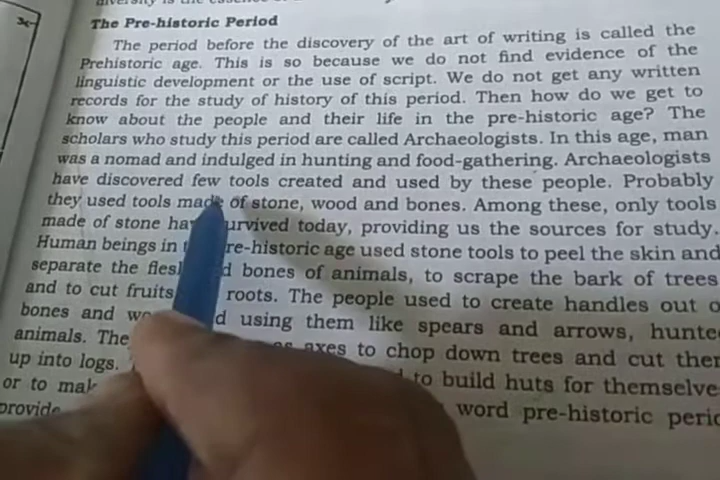 The Pre-historic Period
The period before the discovery of the art of writing is called the
Prehistoric age. This is so because we do not find evidence of the
linguistic development or the use of script. We do not get any written
records for the study of history of this period. Then how do we get to
know about the people and their life in the pre-historic age? The
scholars who study this period are called Archaeologists. In this age, man
was a nomad and indulged in hunting and food-gathering. Archaeologists
have discovered few tools created and used by these people. Probably
they used tools made of stone, wood and bones. Among these, only tools
made of stone survived today, providing us the sources for study.
Human beings in re-historic age used stone tools to peel the skin and
separate the bones of animals, to scrape the bark of trees
and to cut fruits roots. The people used to create handles out o
bones and using them like spears and arrows, hunte
animals. The axes to chop down trees and cut ther
up into logs. to build huts for themselve
or to word pre-historic perio
provide